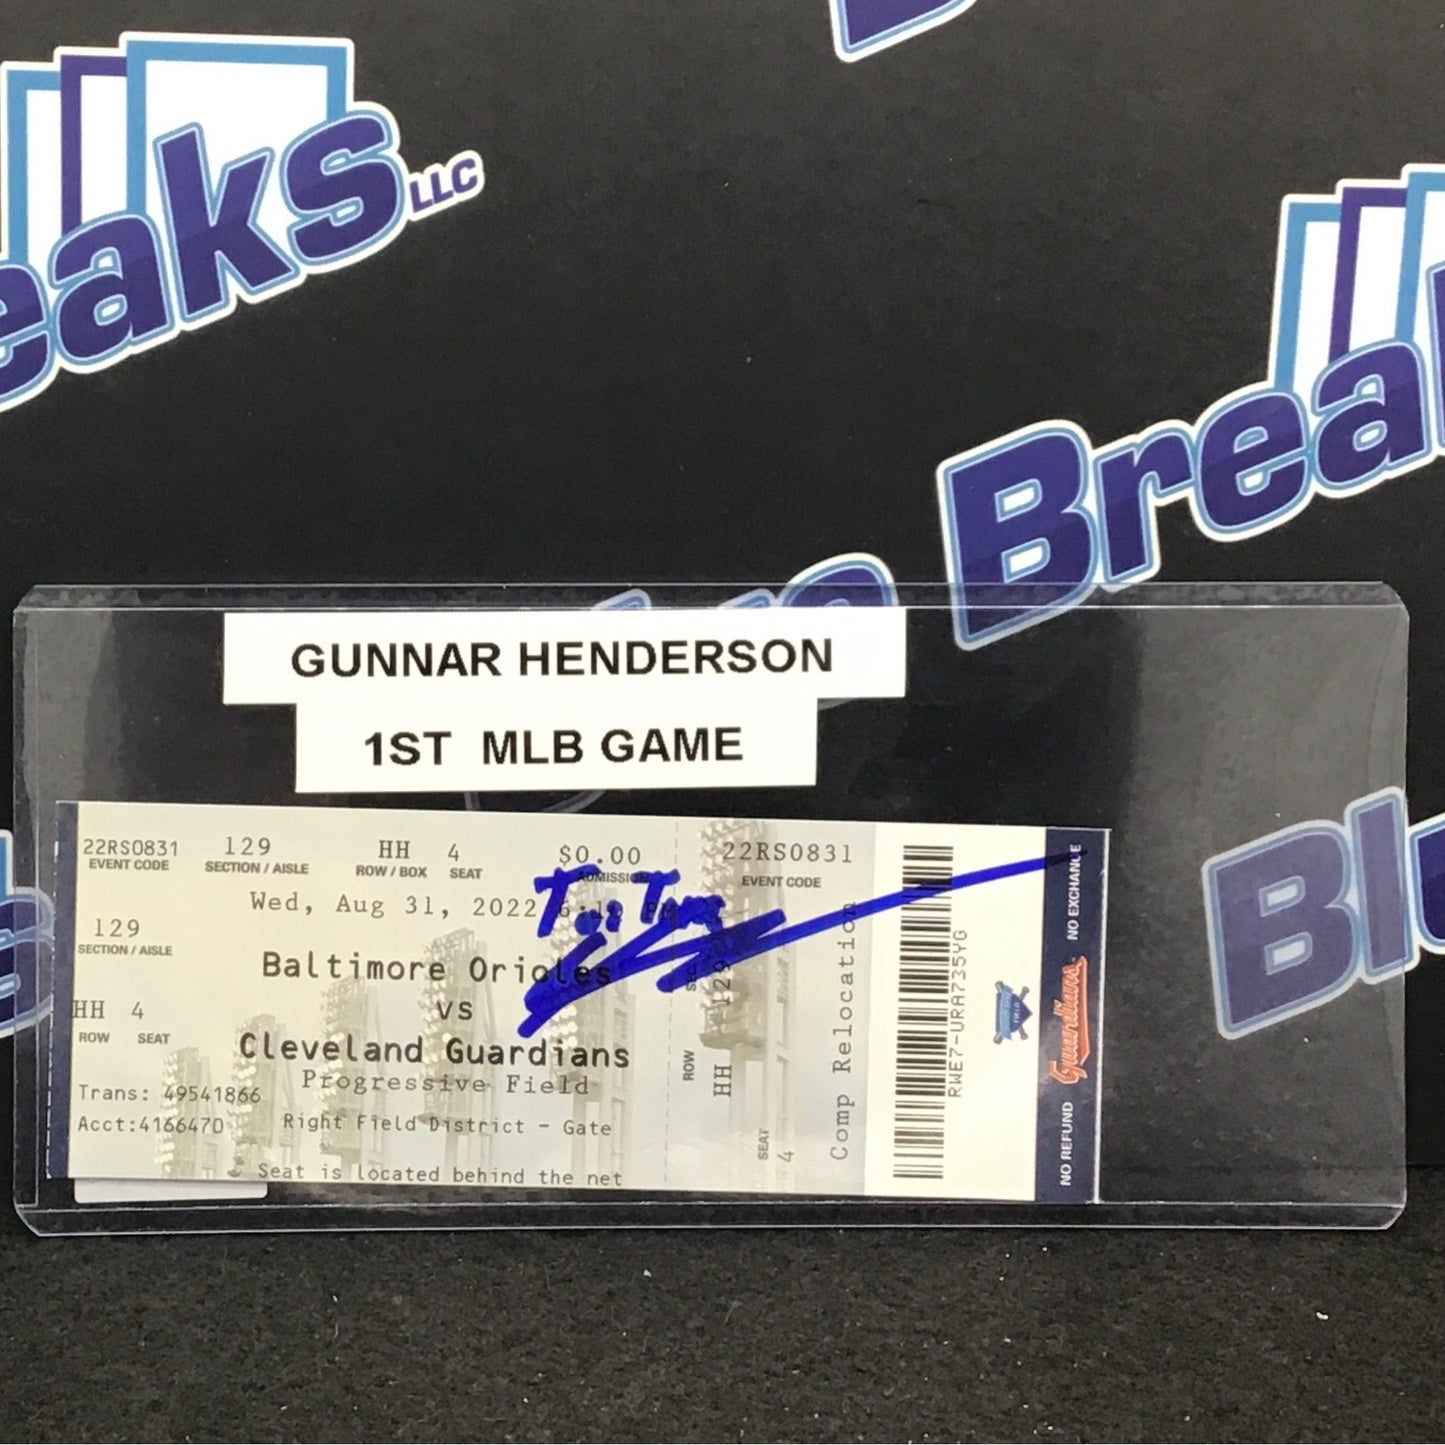 eaks LLC
Brea
GUNNAR HENDERSON
1ST MLB GAME
Blu
22RS0831
EVENT CODE
129
SECTION / AISLE
HH
ROW / BOX
4
SEAT
$0.00
ADMISSION
Wed, Aug 31, 2022
129
SECTION / AISLE
Baltimore Orioles
vs
Cleveland Guardians
HH 4
ROW SEAT
Progressive Field
Trans: 49541866
Acct:4166470
Right Field District - Gate
Seat is located behind the net
22RS0831
EVENT CODE
129
ROW
HH
SEAT
4
Comp Relocation
RWE7-URA735YG
NO REFUND
Guardians
NO EXCHANGE